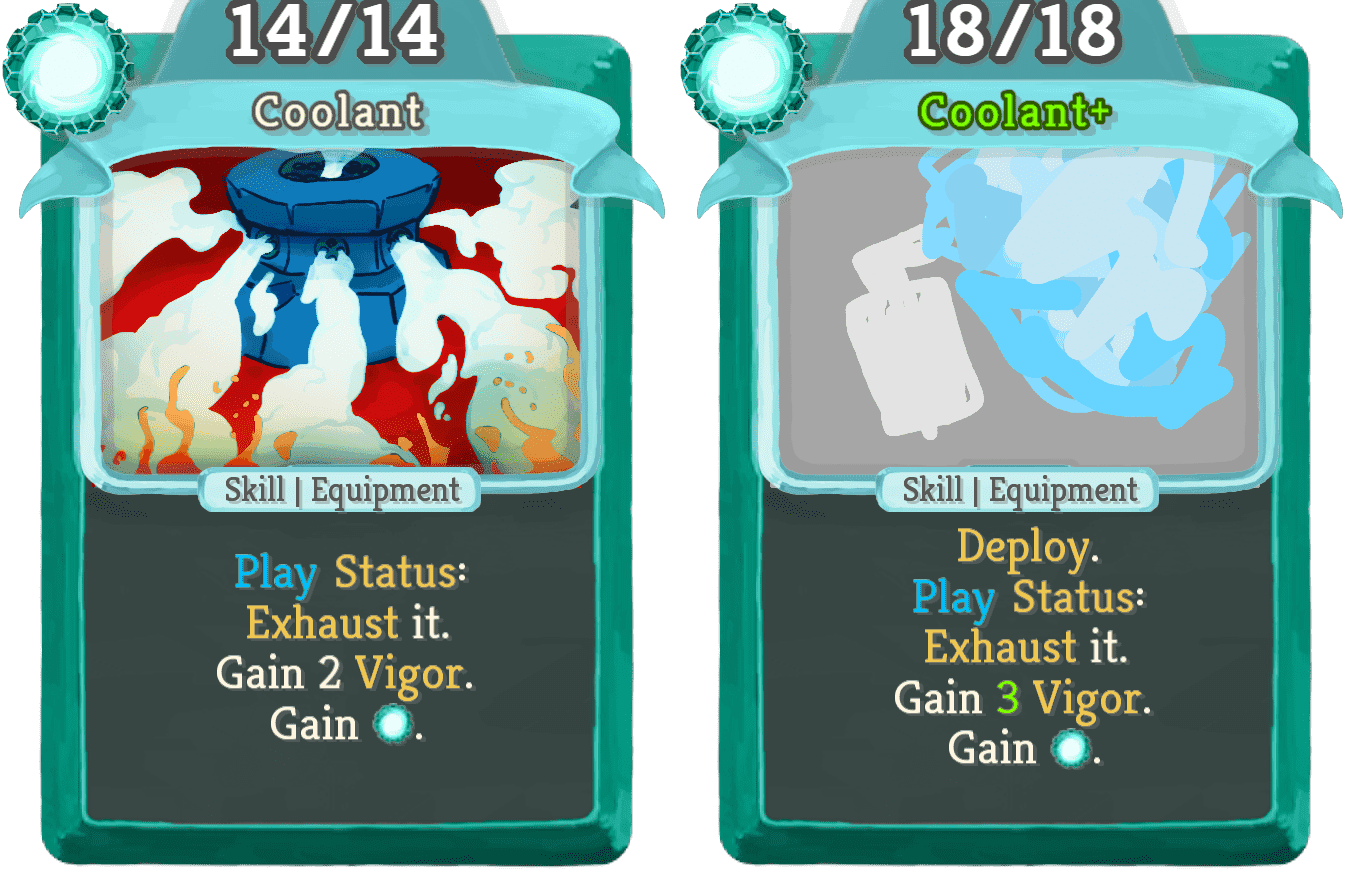 14/14
Coolant
Skill | Equipment
Play Status:
Exhaust it.
Gain 2 Vigor.
Gain .
18/18
Coolant+
Skill | Equipment
Deploy.
Play Status:
Exhaust it.
Gain 3 Vigor.
Gain .